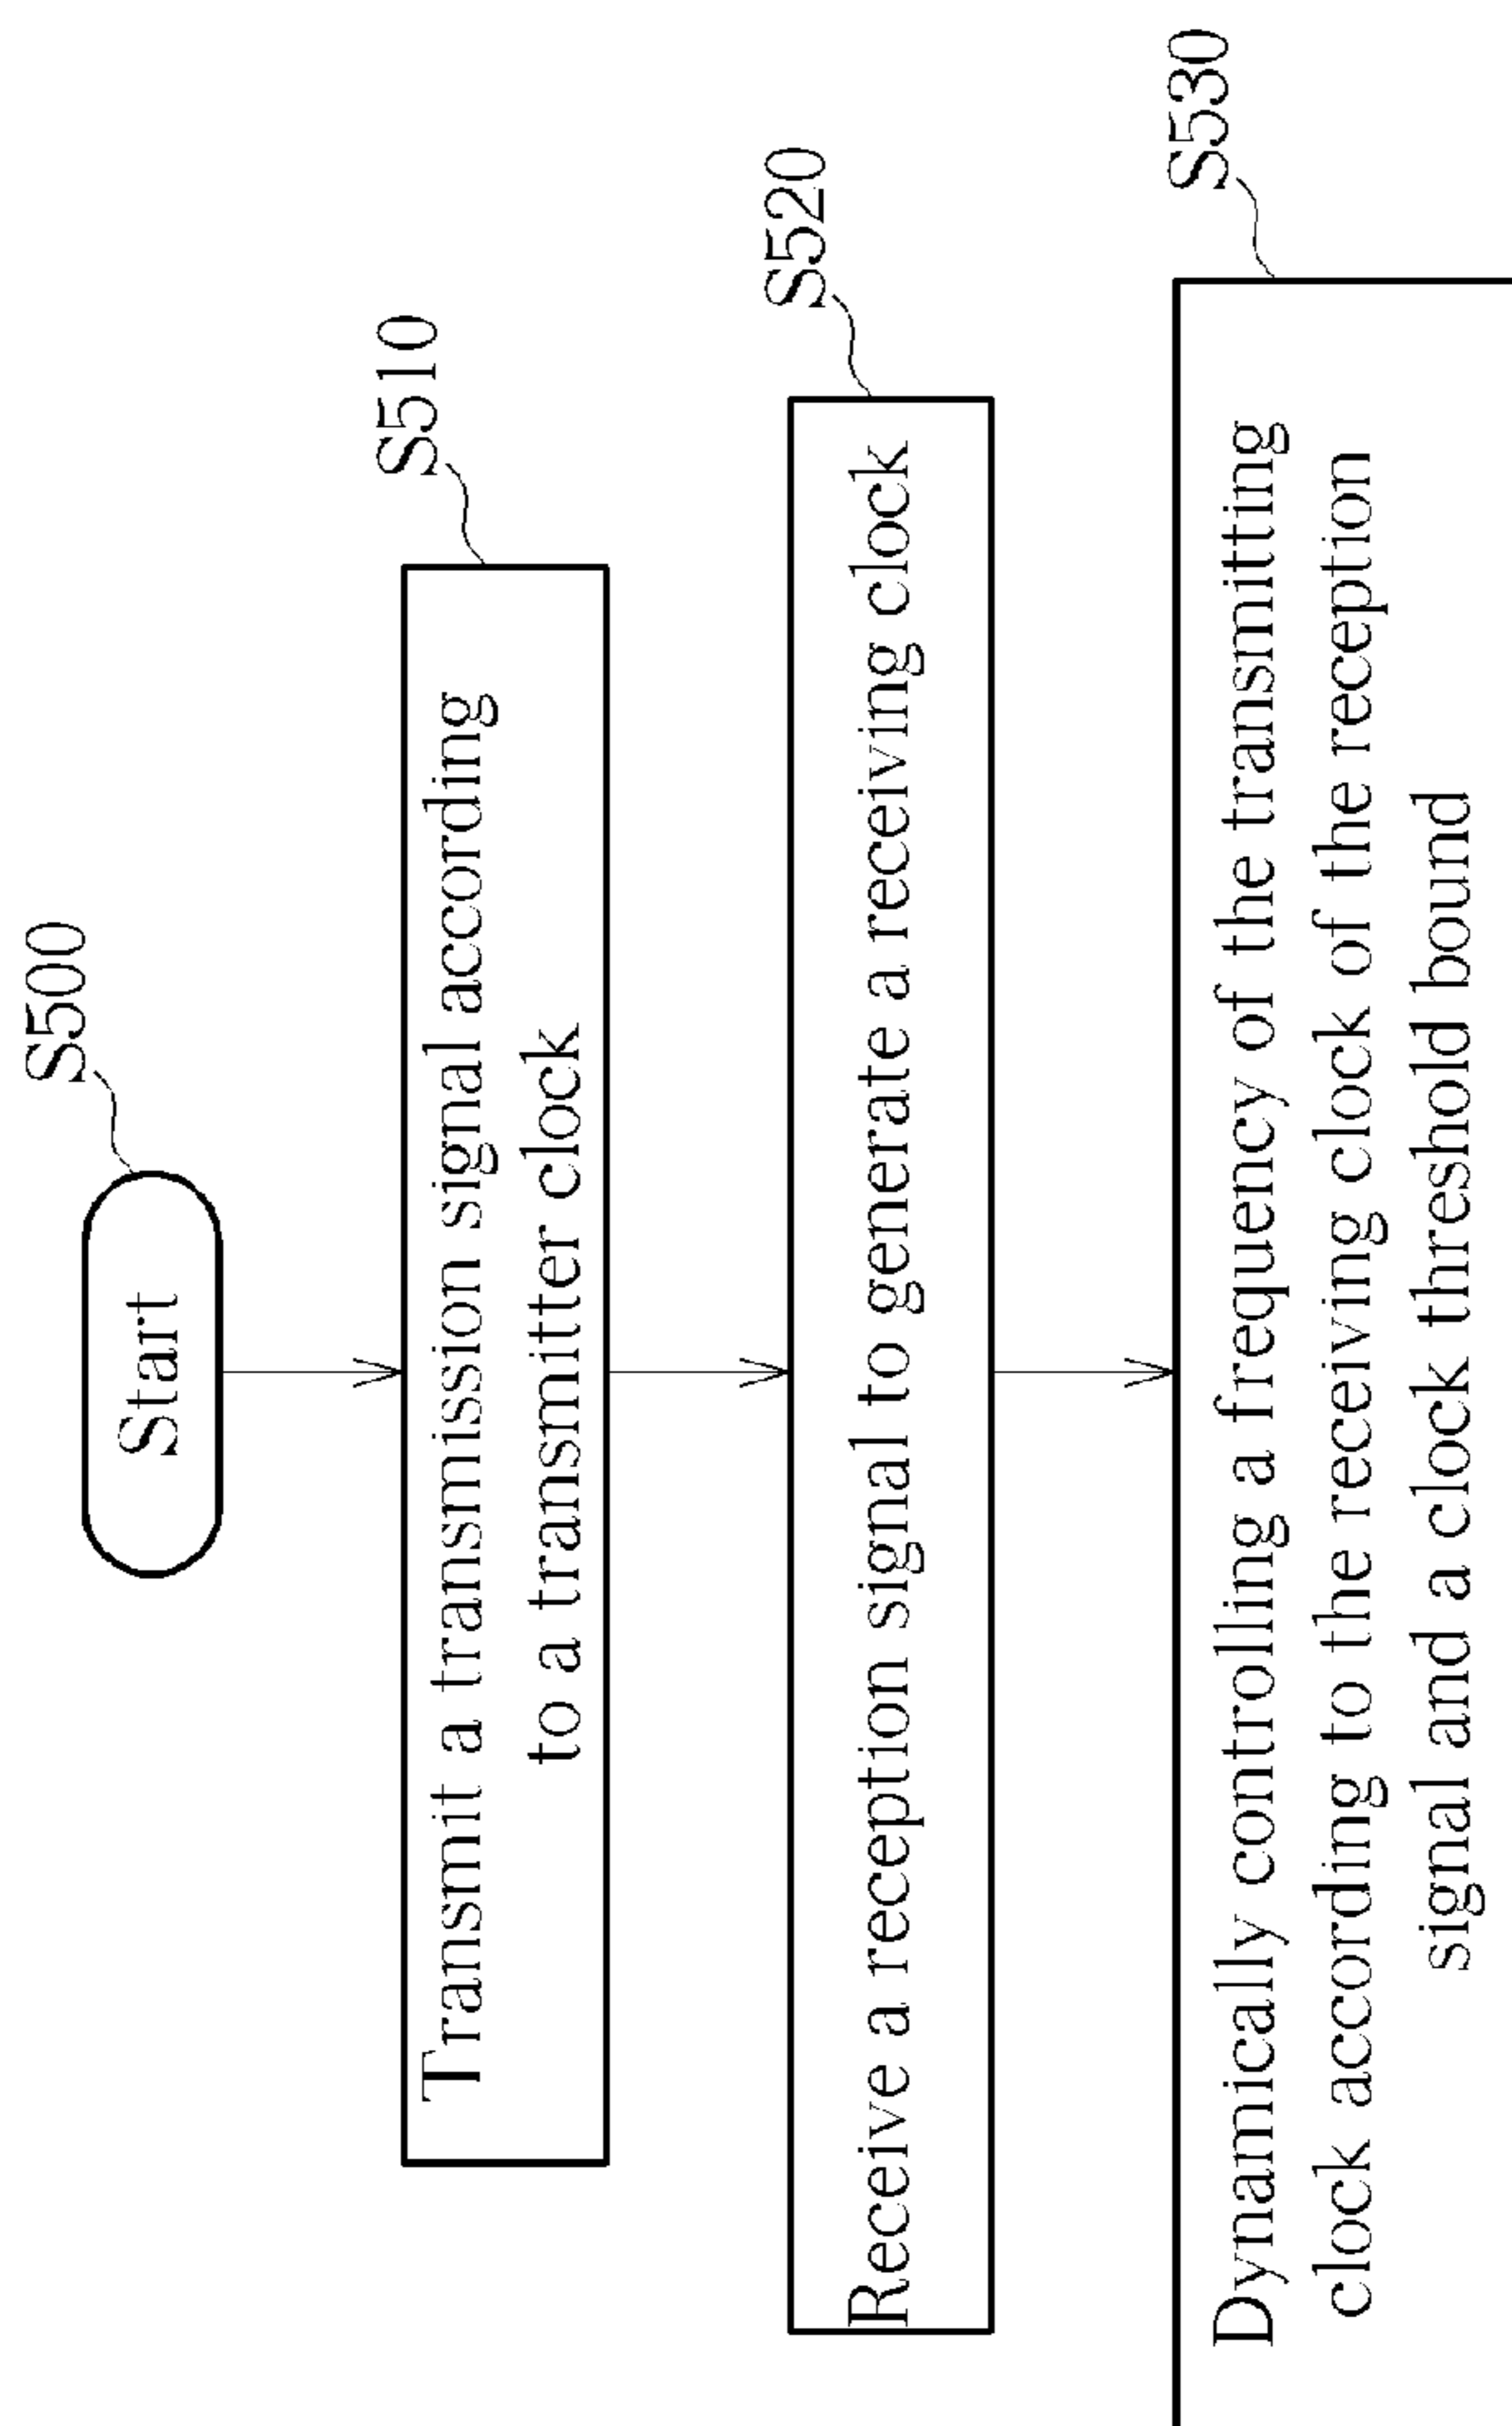 S500
Start
S510
Transmit a transmission signal according
to a transmitter clock
S520
Receive a reception signal to generate a receiving clock
S530
Dynamically controlling a frequency of the transmitting
clock according to the receiving clock of the reception
signal and a clock threshold bound